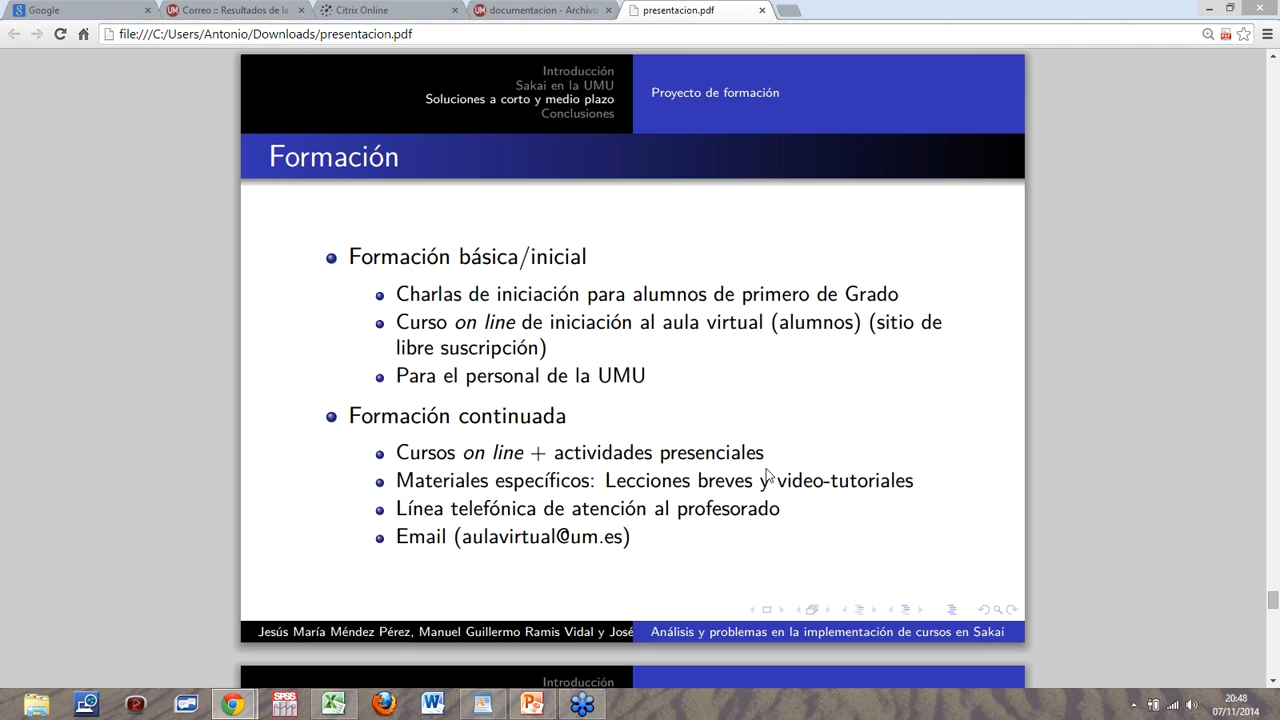 Google
Correo :: Resultados de la
Citrix Online
documentacion - Archivo
presentacion.pdf
file:///C:/Users/Antonio/Downloads/presentacion.pdf
Introducción
Sakai en la UMU
Soluciones a corto y medio plazo
Conclusiones
Proyecto de formación
Formación
Formación básica/inicial
Charlas de iniciación para alumnos de primero de Grado
Curso on line de iniciación al aula virtual (alumnos) (sitio de
libre suscripción)
Para el personal de la UMU
Formación continuada
Cursos on line + actividades presenciales
Materiales específicos: Lecciones breves y video-tutoriales
Línea telefónica de atención al profesorado
Email (aulavirtual@um.es)
Jesús María Méndez Pérez, Manuel Guillermo Ramis Vidal y José
Análisis y problemas en la implementación de cursos en Sakai
Introducción
SPSS
20:48
07/11/2014